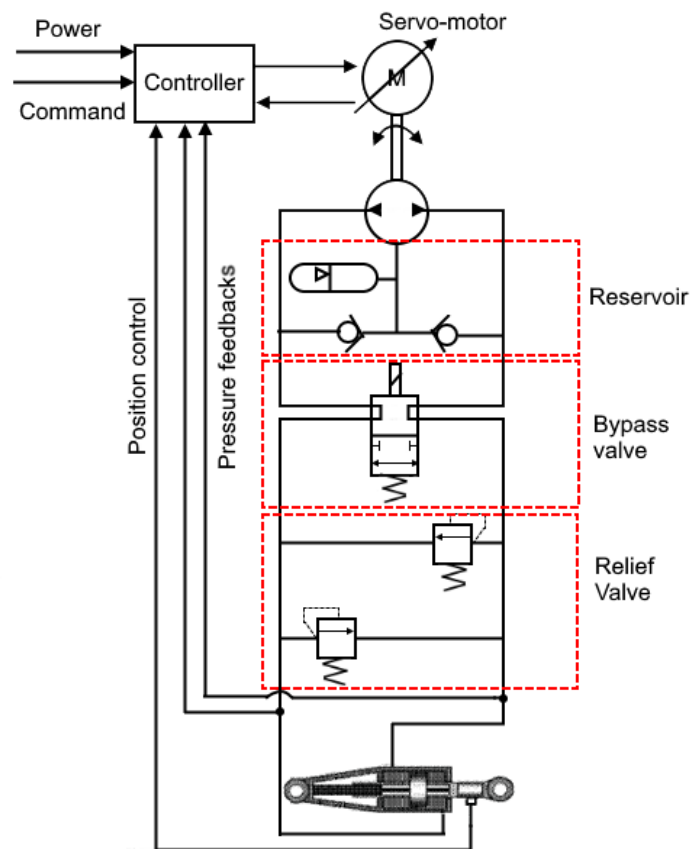 Servo-motor
Power
Controller
M
Command
Reservoir
Position control
Pressure feedbacks
Bypass
valve
Relief
Valve